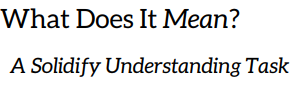 What Does It Mean?
A Solidify Understanding Task